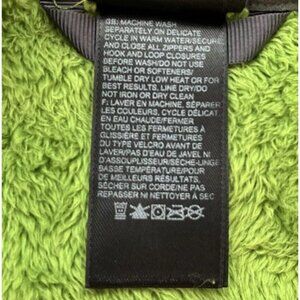 GB: MACHINE WASH
SEPARATELY ON DELICATE
CYCLE IN WARM WATER/SECURE
AND CLOSE ALL ZIPPERS AND
HOOK AND LOOP CLOSURES
BEFORE WASH/DO NOT USE
BLEACH OR SOFTENERS/
TUMBLE DRY LOW HEAT OR FOR
BEST RESULTS, LINE DRY/DO
NOT IRON OR DRY CLEAN
F: LAVER EN MACHINE, SÉPARER
LES COULEURS, CYCLE DÉLICAT
EN EAU CHAUDE/FERMER
TOUTES LES FERMETURES À
GLISSIÈRE ET FERMETURES
DU TYPE VELCRO AVANT DE
LAVER/PAS D'EAU DE JAVEL NI
D'ASSOUPLISSEUR/SÈCHE-LINGE
BASSE TEMPÉRATURE/POUR
DE MEILLEURS RÉSULTATS,
SÉCHER SUR CORDE/NE PAS
REPASSER NI NETTOYER À SEC